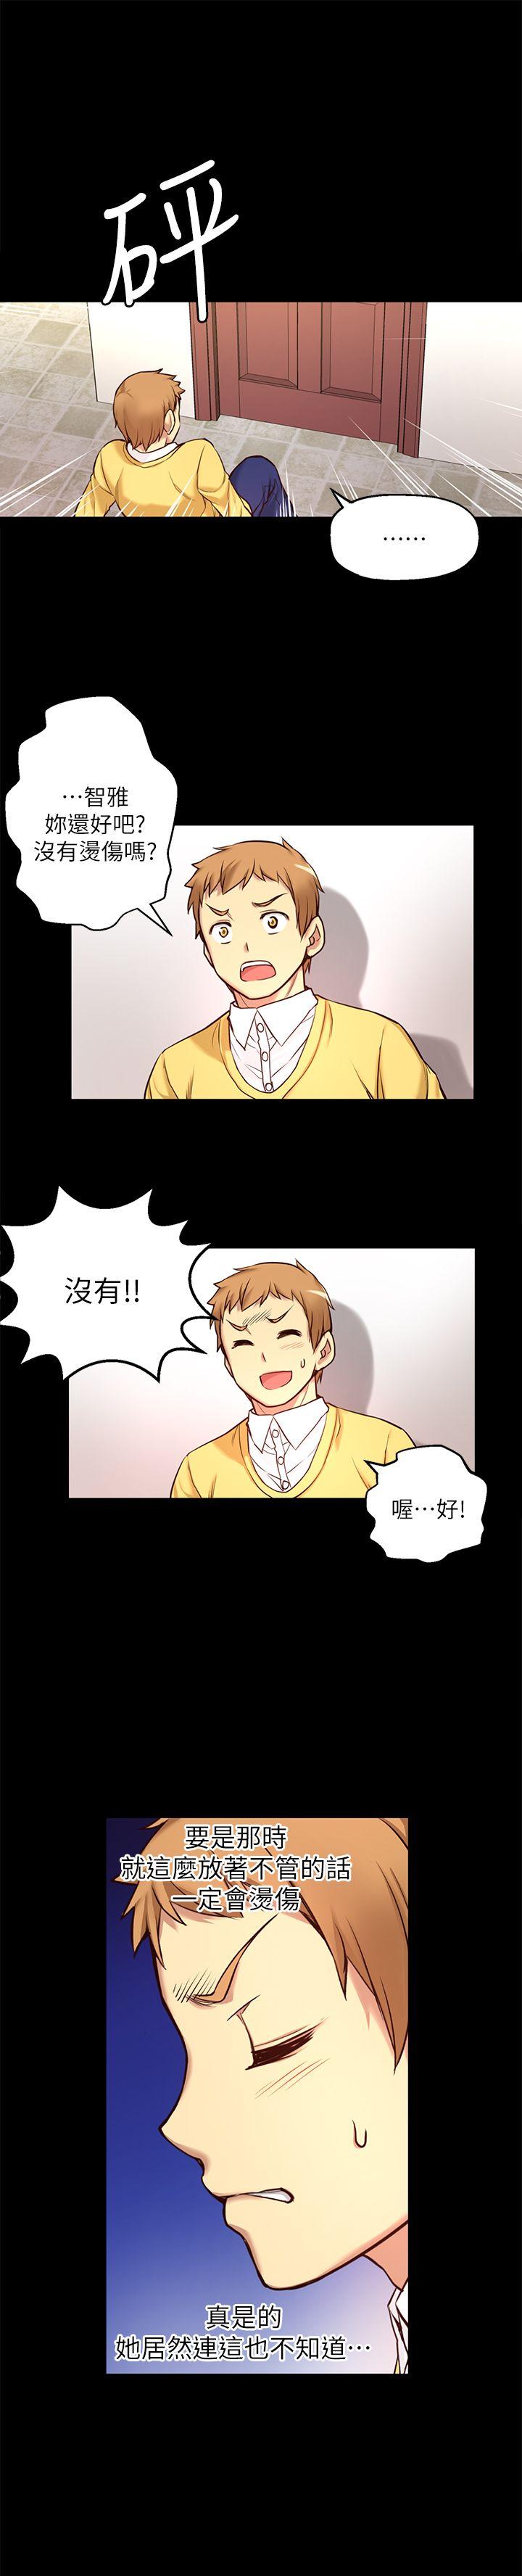 砰
……
…智雅
妳還好吧?
沒有燙傷嗎?
沒有!!
喔…好!
要是那時
就這麼放著不管的話
一定會燙傷
真是的
她居然連這也不知道…